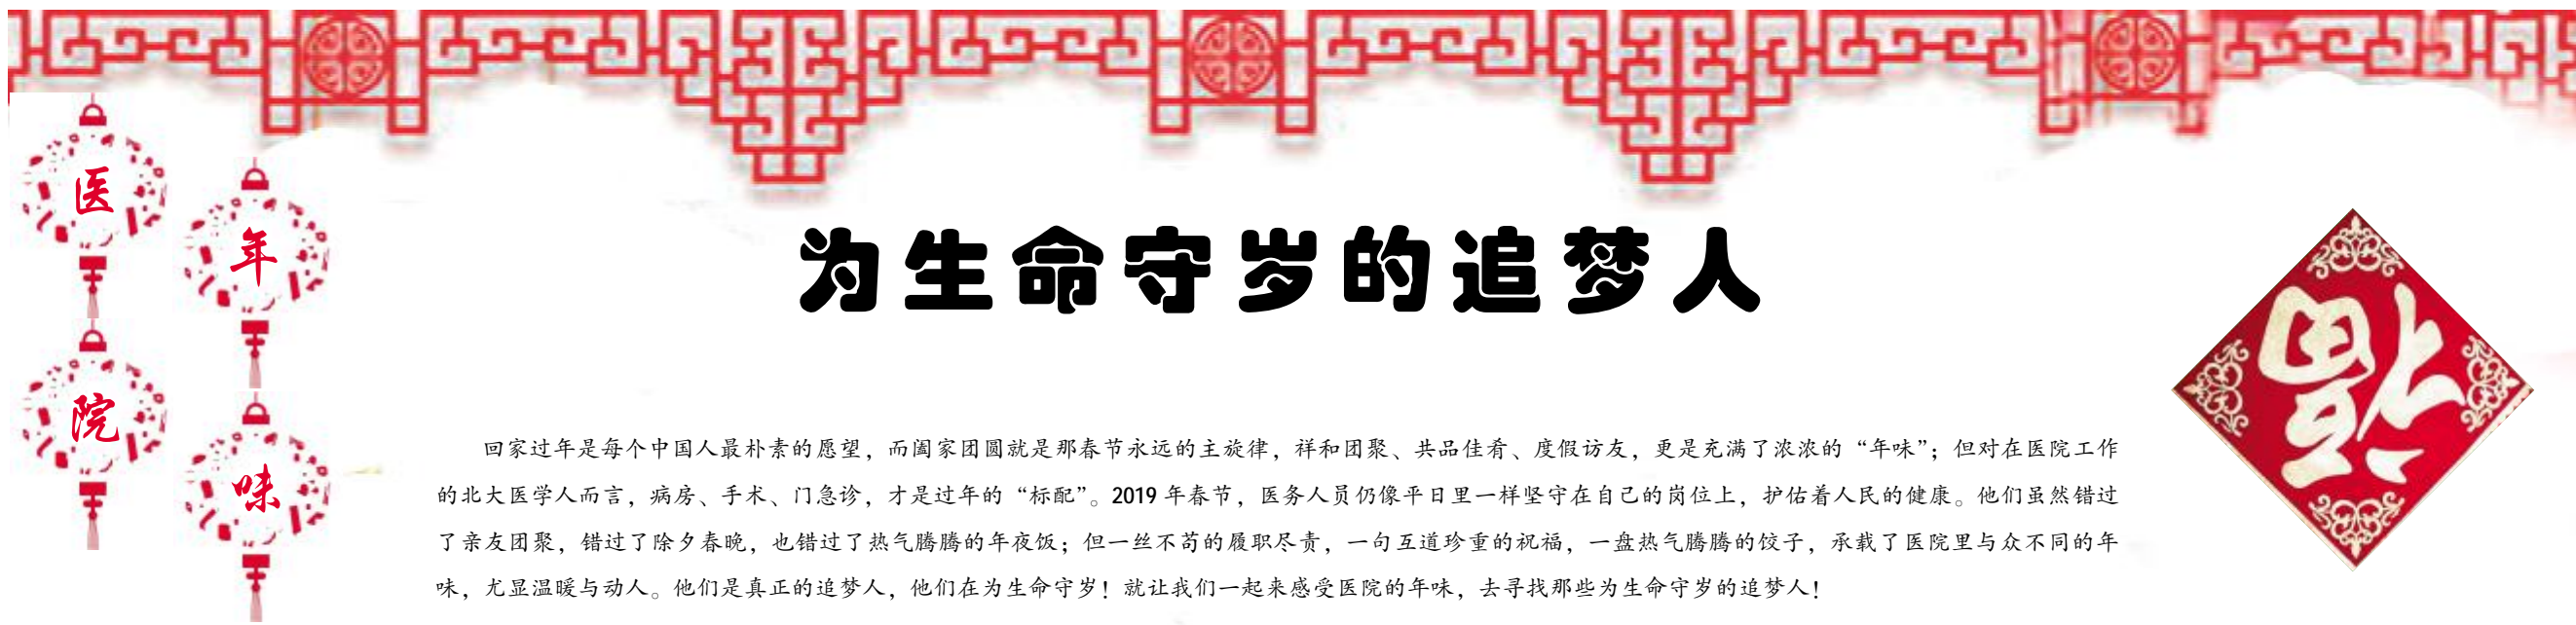 医院
年味
为生命守岁的追梦人
福
回家过年是每个中国人最朴素的愿望，而阖家团圆就是那春节永远的主旋律，祥和团聚、共品佳肴、度假访友，更是充满了浓浓的“年味”；但对在医院工作
的北大医学人而言，病房、手术、门急诊，才是过年的“标配”。2019 年春节，医务人员仍像平日里一样坚守在自己的岗位上，护佑着人民的健康。他们虽然错过
了亲友团聚，错过了除夕春晚，也错过了热气腾腾的年夜饭；但一丝不苟的履职尽责，一句互道珍重的祝福，一盘热气腾腾的饺子，承载了医院里与众不同的年
味，尤显温暖与动人。他们是真正的追梦人，他们在为生命守岁！就让我们一起来感受医院的年味，去寻找那些为生命守岁的追梦人！